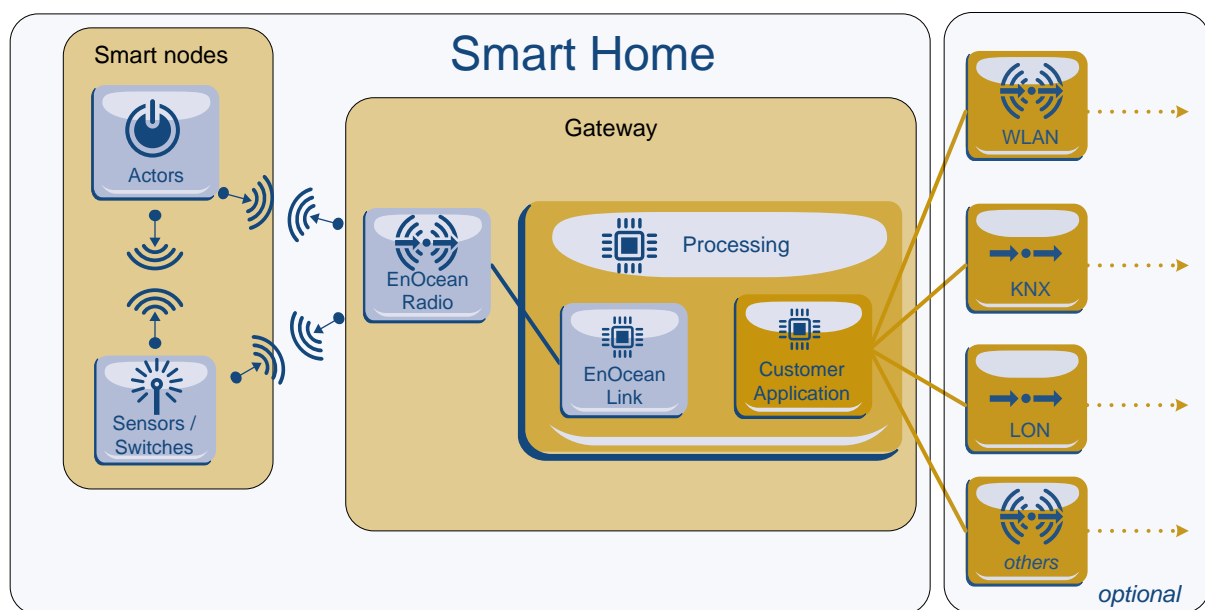 Smart Home
Smart nodes
Actors
Sensors /
Switches
Gateway
EnOcean
Radio
Processing
EnOcean
Link
Customer
Application
WLAN
KNX
LON
others
optional